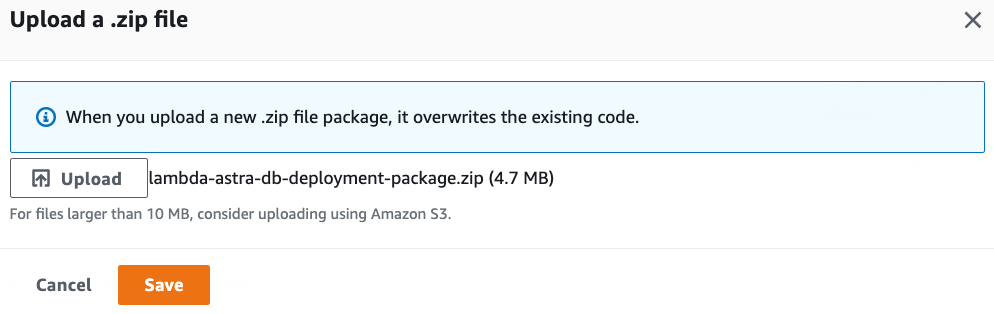 Upload a .zip file
When you upload a new .zip file package, it overwrites the existing code.
Upload lambda-astra-db-deployment-package.zip (4.7 MB)
For files larger than 10 MB, consider uploading using Amazon S3.
Cancel Save